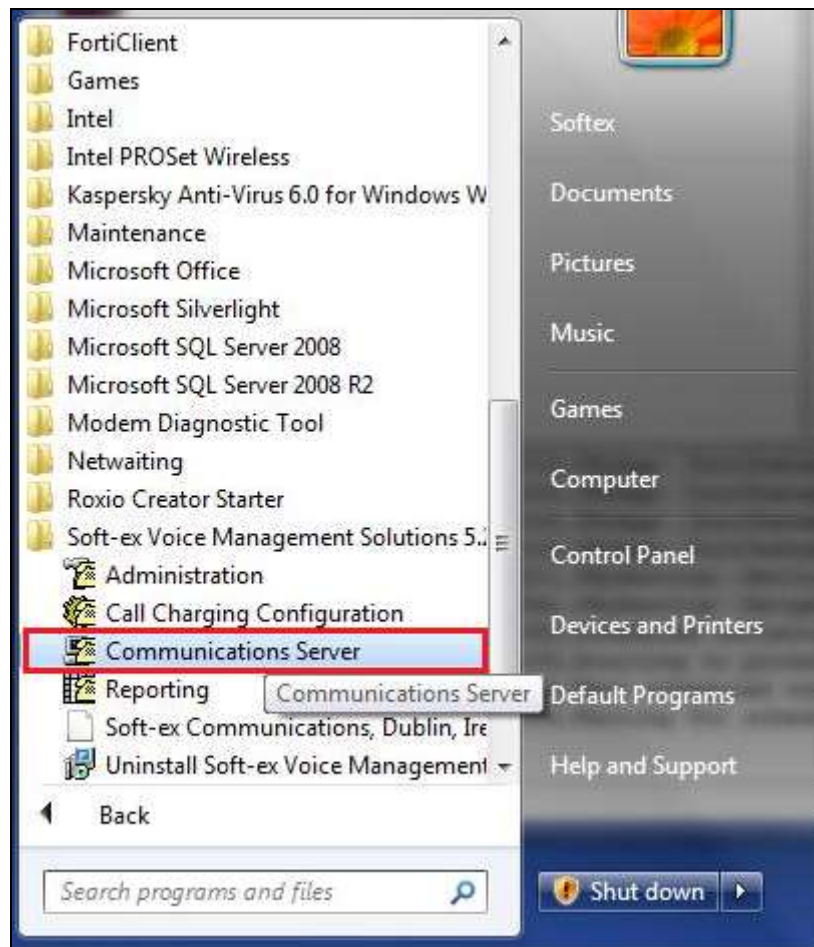 FortiClient
Games
Intel
Intel PROSet Wireless
Kaspersky Anti-Virus 6.0 for Windows W
Maintenance
Microsoft Office
Microsoft Silverlight
Microsoft SQL Server 2008
Microsoft SQL Server 2008 R2
Modem Diagnostic Tool
Netwaiting
Roxio Creator Starter
Soft-ex Voice Management Solutions 5.2
Administration
Call Charging Configuration
Communications Server
Reporting
Communications Server
Soft-ex Communications, Dublin, Ire
Uninstall Soft-ex Voice Management
Back
Search programs and files
Softex
Documents
Pictures
Music
Games
Computer
Control Panel
Devices and Printers
Default Programs
Help and Support
Shut down